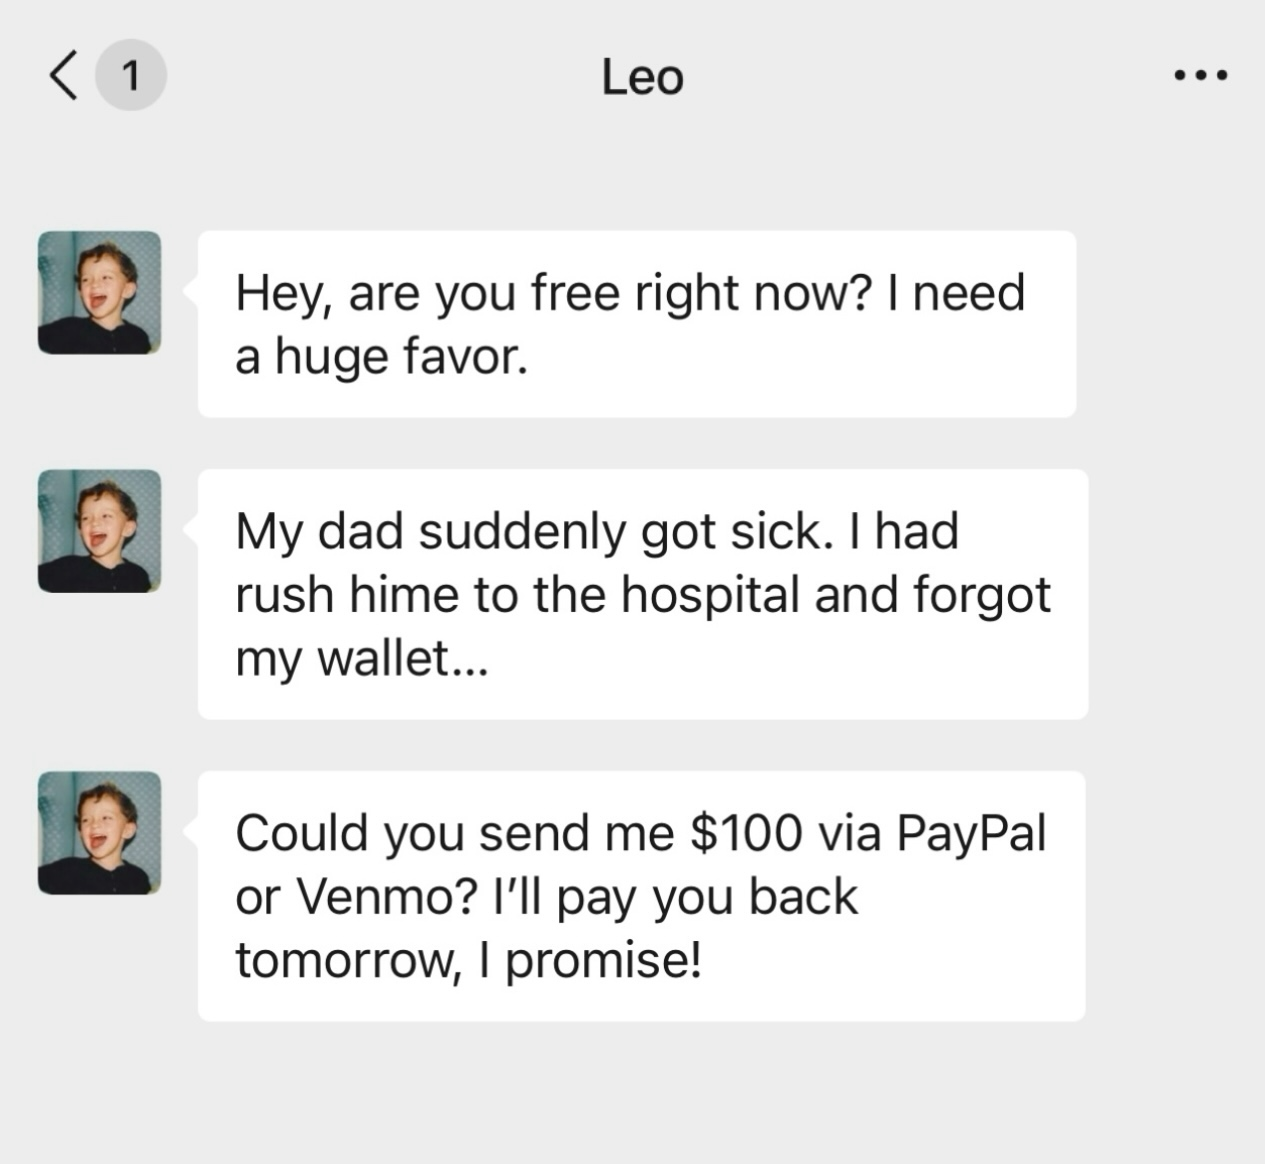 1
Leo
Hey, are you free right now? I need
a huge favor.
My dad suddenly got sick. I had
rush hime to the hospital and forgot
my wallet...
Could you send me $100 via PayPal
or Venmo? I’ll pay you back
tomorrow, I promise!